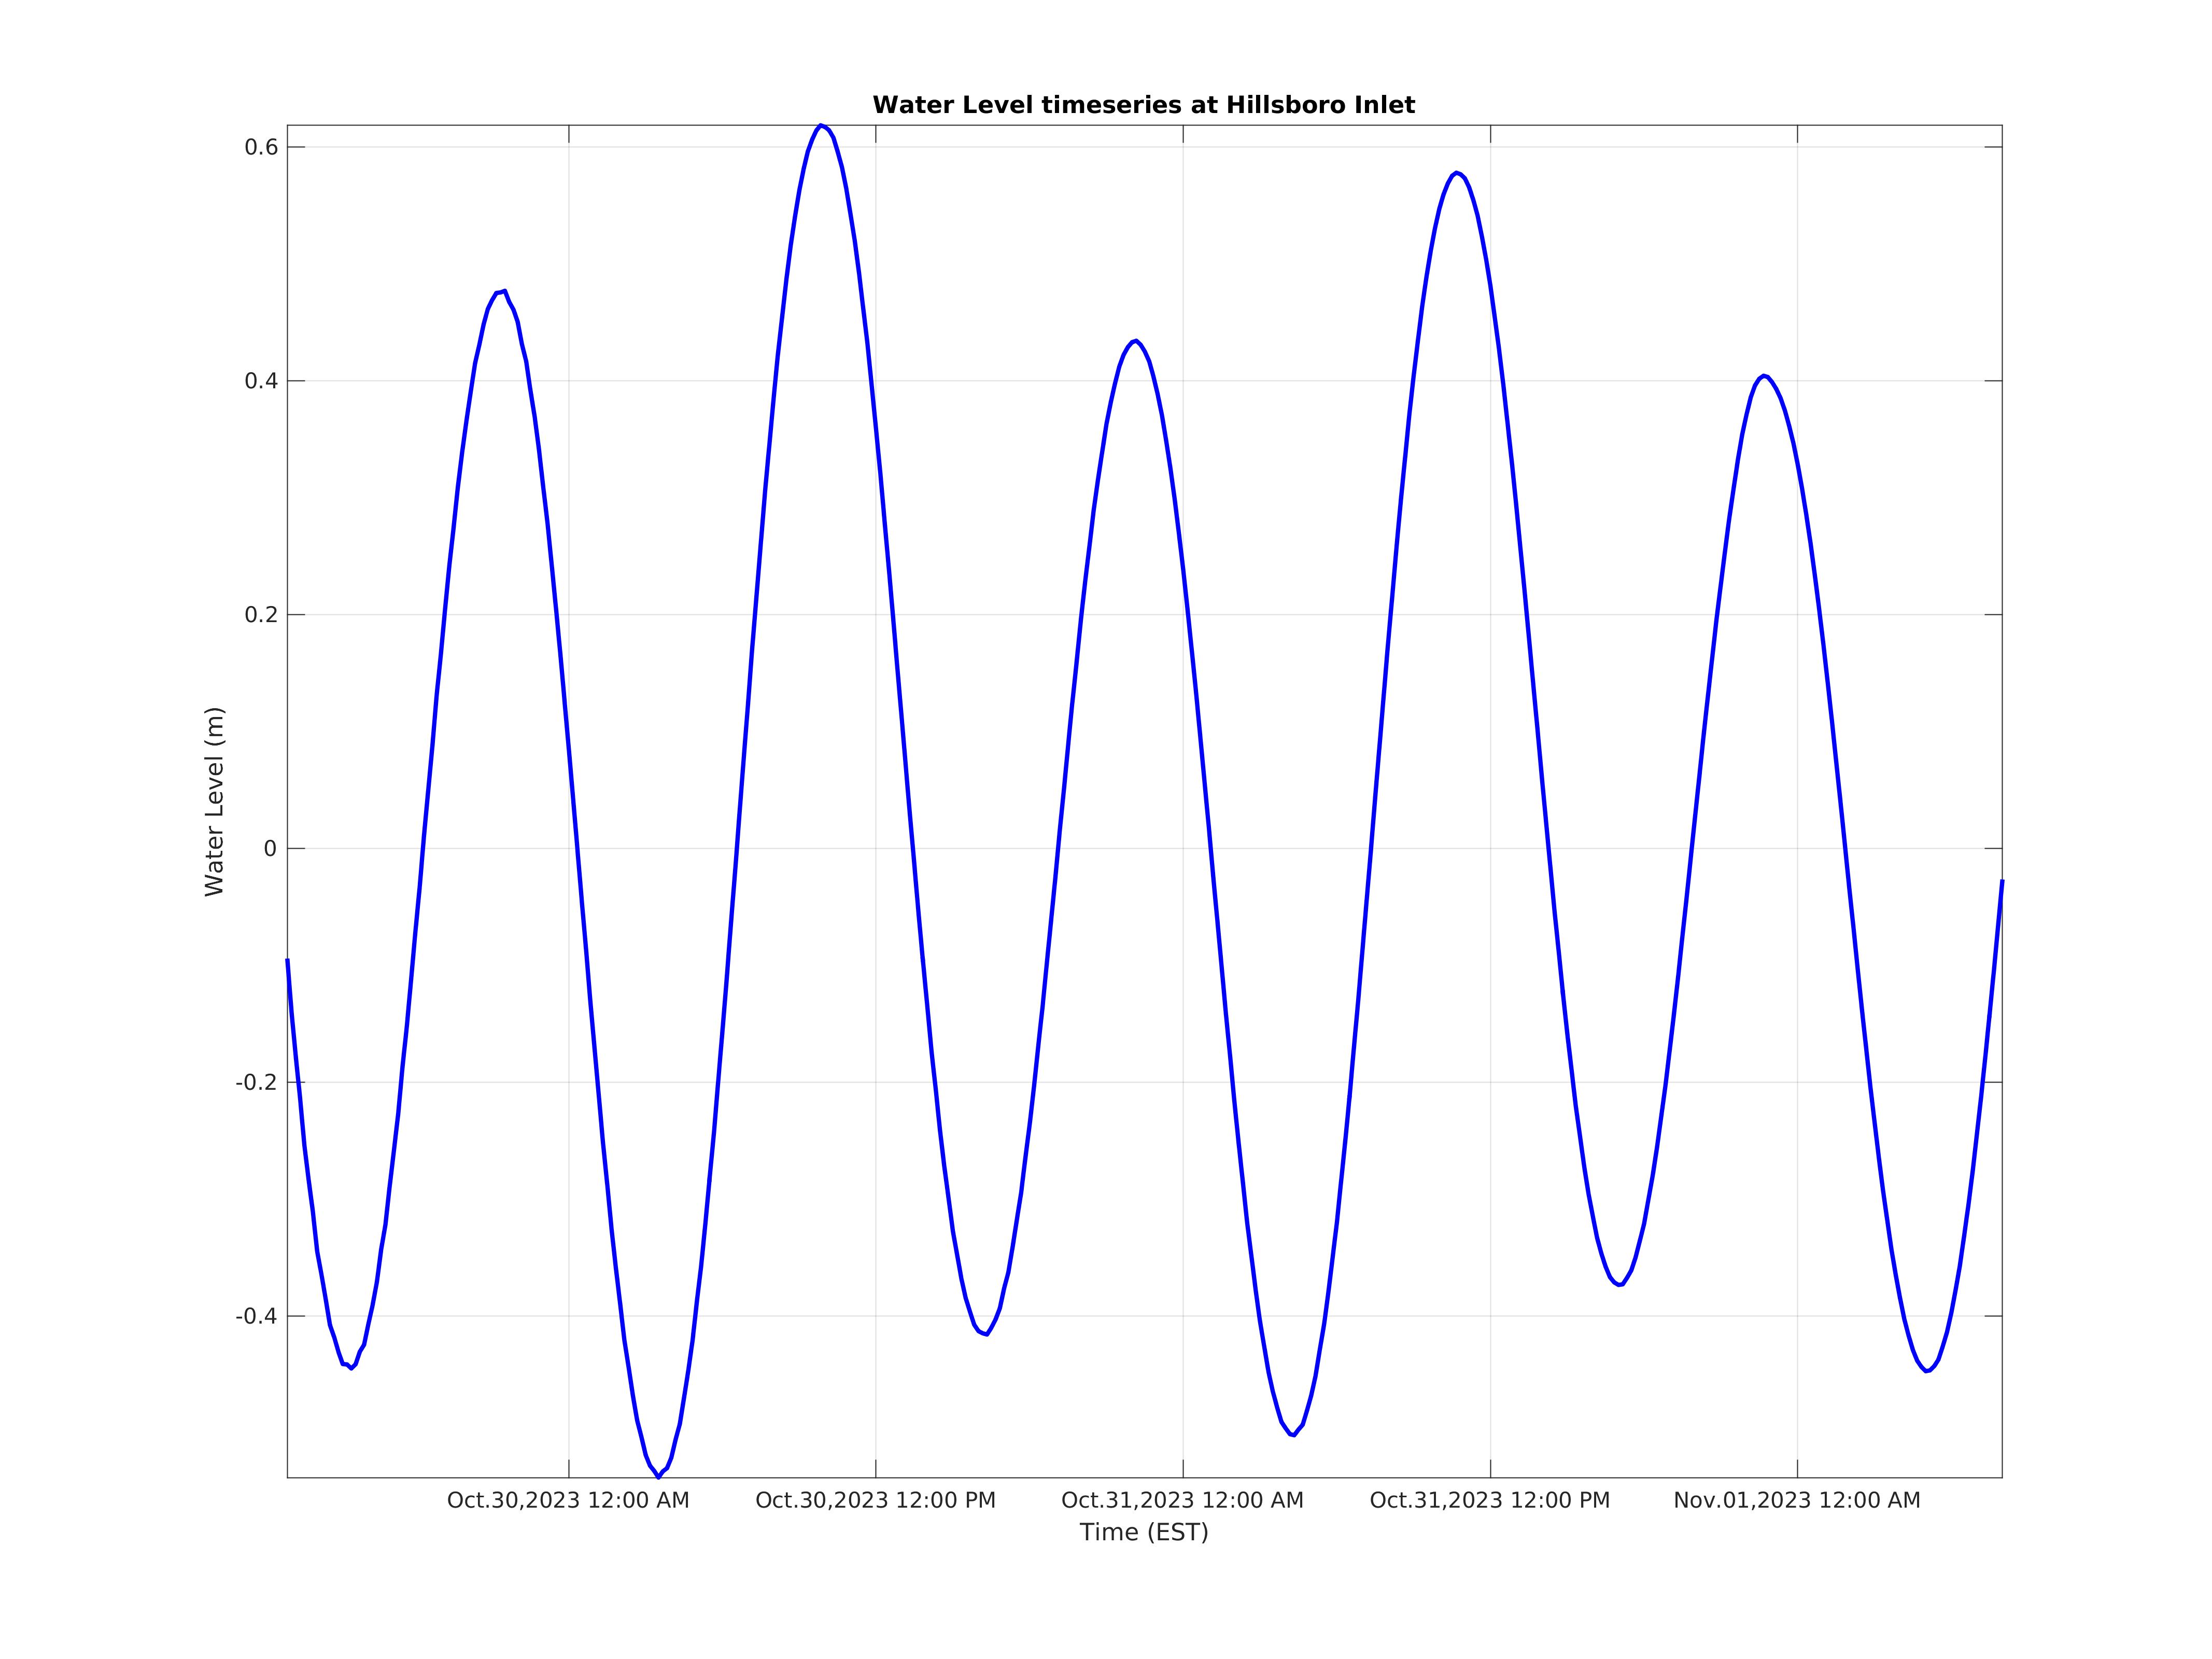 Water Level timeseries at Hillsboro Inlet
0.6
0.4
0.2
0
-0.2
-0.4
Water Level (m)
Oct.30,2023 12:00 AM
Oct.30,2023 12:00 PM
Oct.31,2023 12:00 AM
Oct.31,2023 12:00 PM
Nov.01,2023 12:00 AM
Time (EST)